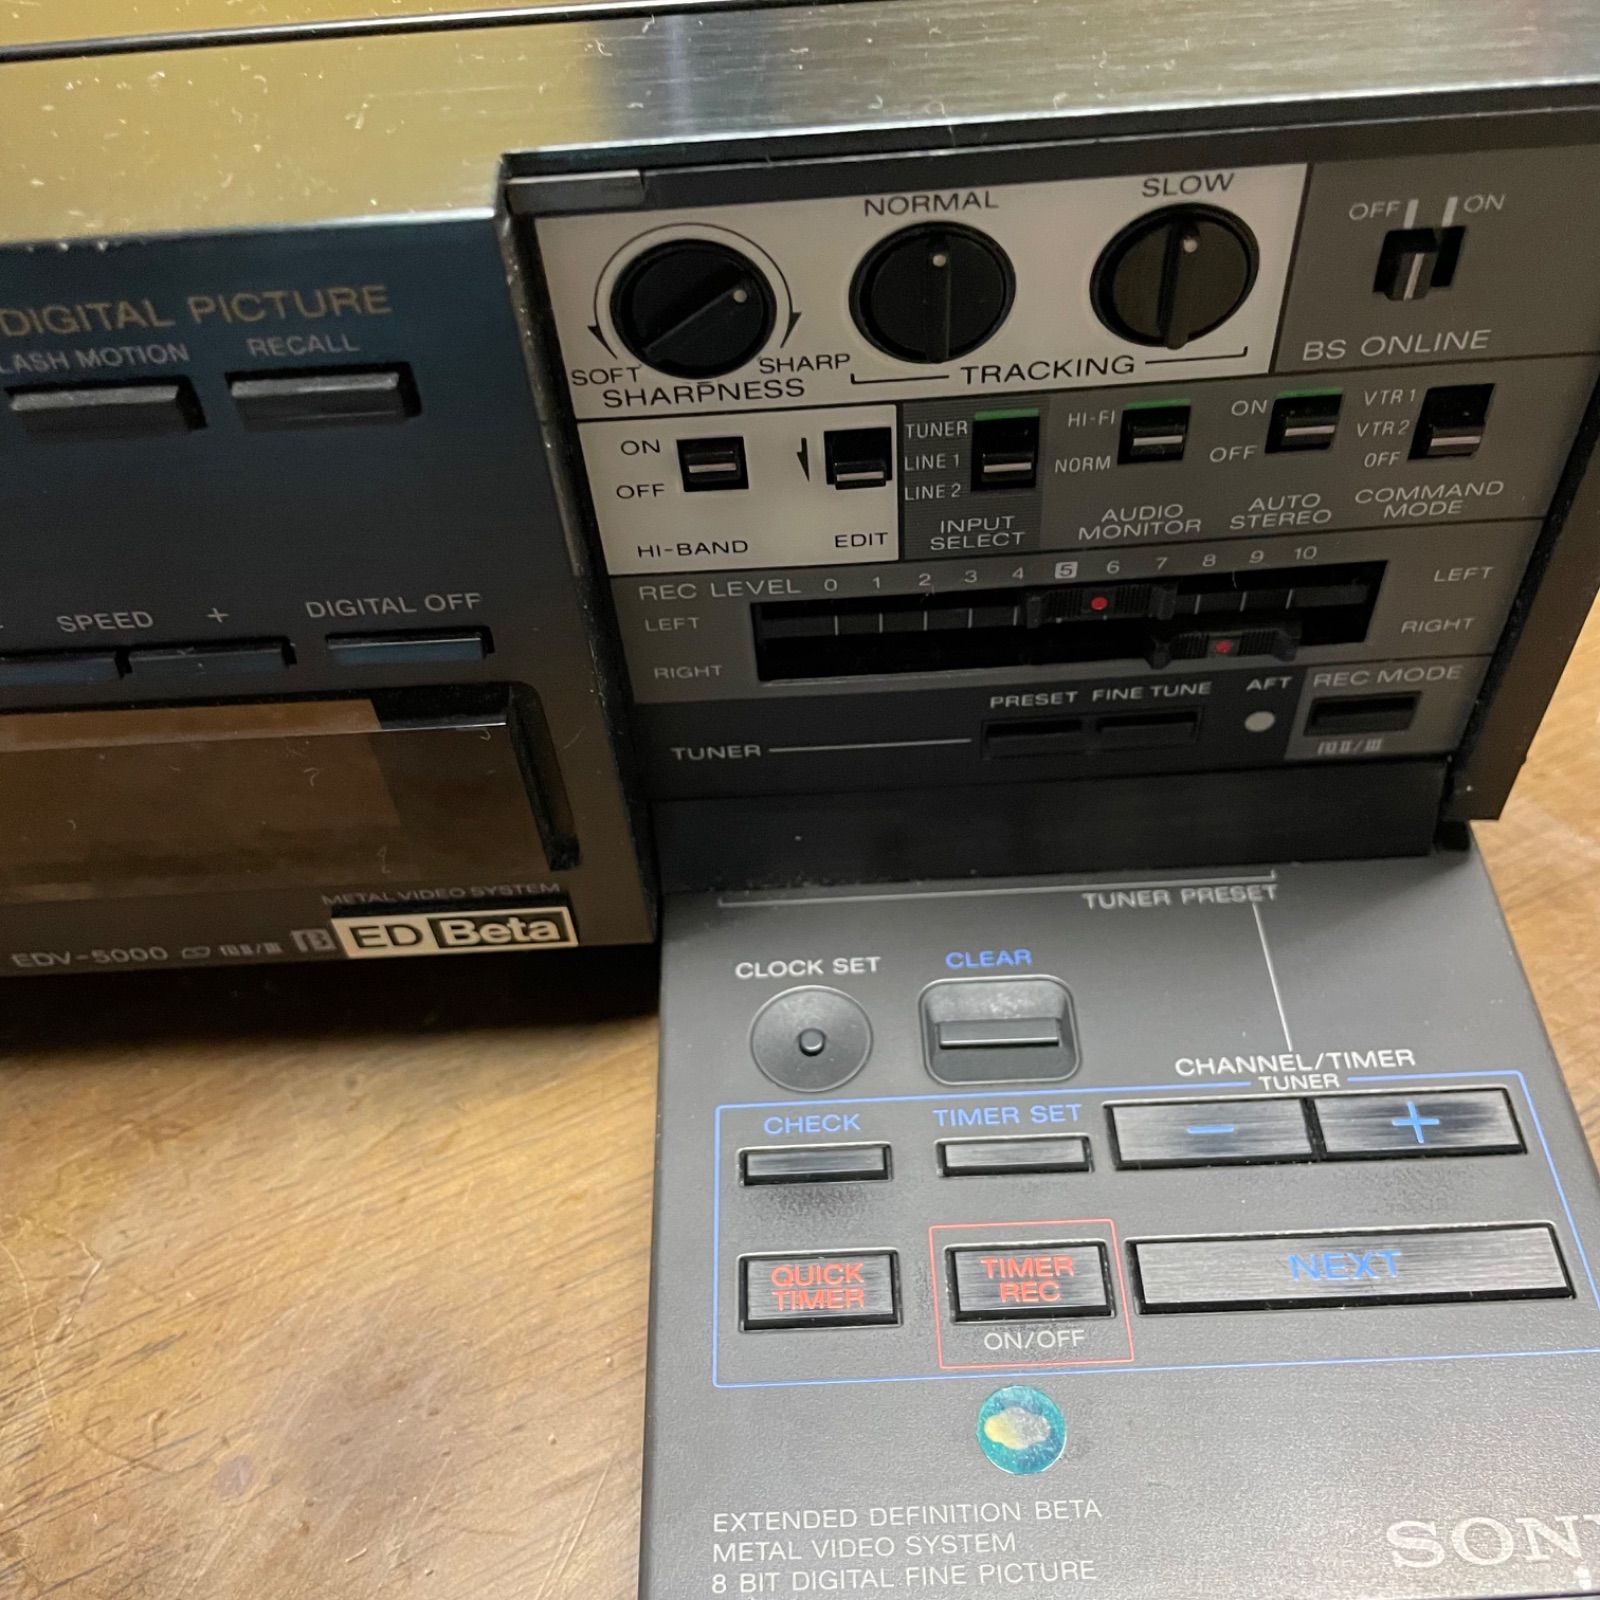 DIGITAL PICTURE
LASH MOTION
RECALL
- SPEED +
DIGITAL OFF
METAL VIDEO SYSTEM
EDV-5000
βII/III
ED Beta
NORMAL
SLOW
SOFT
SHARP
SHARPNESS
TRACKING
OFF
ON
BS ONLINE
ON
OFF
HI-BAND
EDIT
TUNER
LINE 1
LINE 2
INPUT
SELECT
HI-FI
NORM
AUDIO
MONITOR
ON
OFF
AUTO
STEREO
VTR 1
VTR 2
OFF
COMMAND
MODE
REC LEVEL 0 1 2 3 4 5 6 7 8 9 10
LEFT
LEFT
RIGHT
RIGHT
TUNER
PRESET
FINE TUNE
AFT
REC MODE
βII/III
TUNER PRESET
CLOCK SET
CLEAR
CHANNEL/TIMER
TUNER
CHECK
TIMER SET
− +
QUICK
TIMER
TIMER
REC
NEXT
ON/OFF
EXTENDED DEFINITION BETA
METAL VIDEO SYSTEM
8 BIT DIGITAL FINE PICTURE
SONY